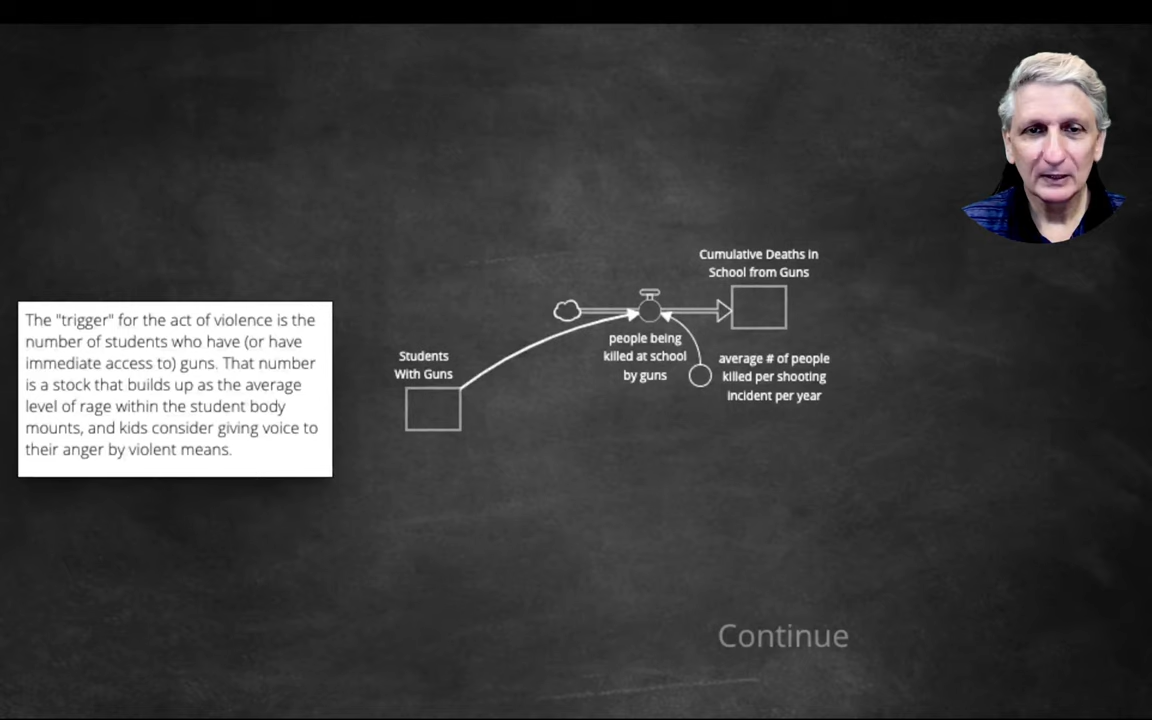 The "trigger" for the act of violence is the
number of students who have (or have
immediate access to) guns. That number
is a stock that builds up as the average
level of rage within the student body
mounts, and kids consider giving voice to
their anger by violent means.
Students
With Guns
Cumulative Deaths in
School from Guns
people being
killed at school
by guns
average # of people
killed per shooting
incident per year
Continue